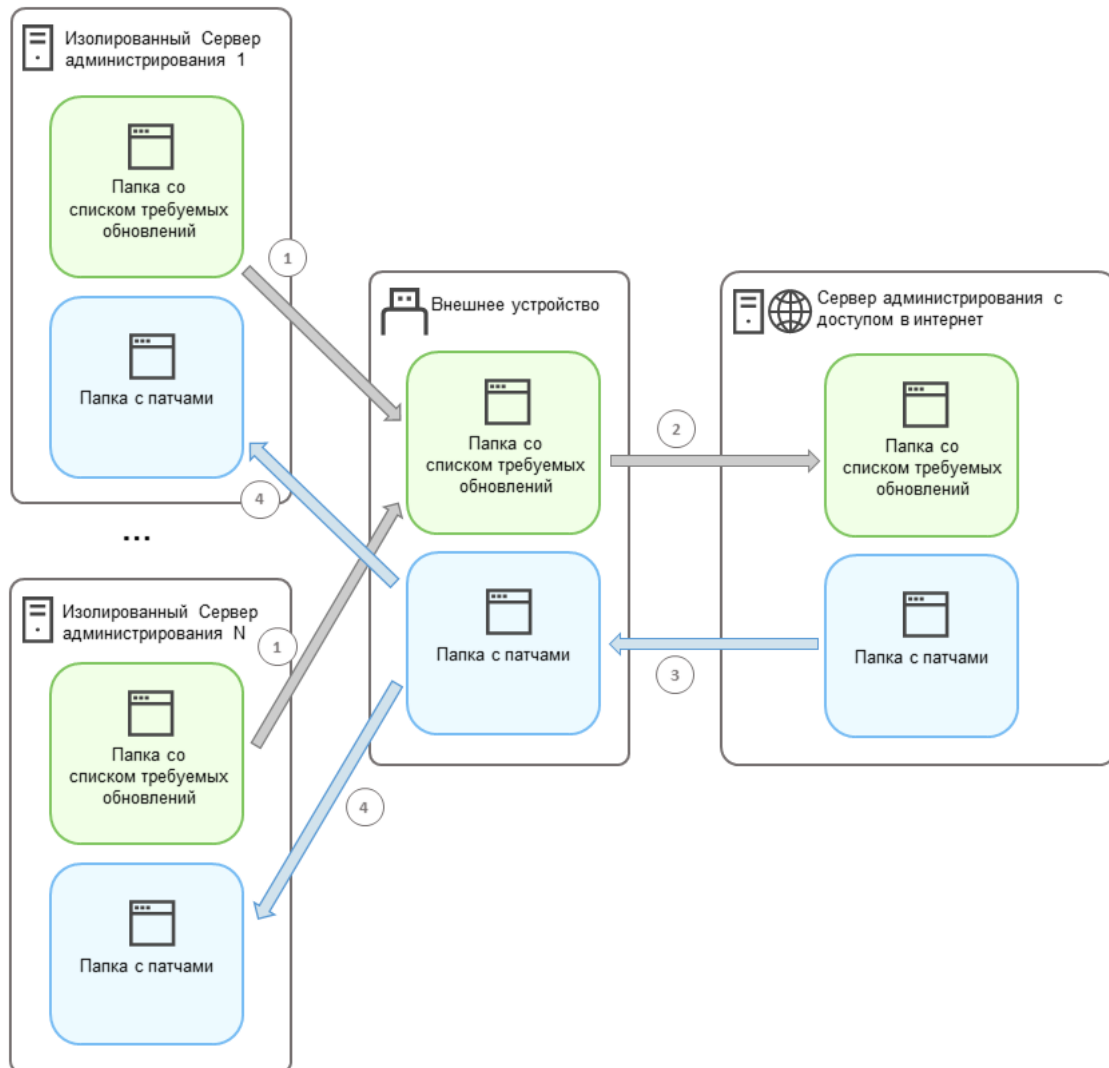 Изолированный Сервер
администрирования 1
Папка со
списком требуемых
обновлений
1
Папка с патчами
4
...
Изолированный Сервер
администрирования N
1
Папка со
списком требуемых
обновлений
4
Папка с патчами
Внешнее устройство
Папка со
списком требуемых
обновлений
2
Папка с патчами
3
Сервер администрирования с
доступом в интернет
Папка со
списком требуемых
обновлений
Папка с патчами